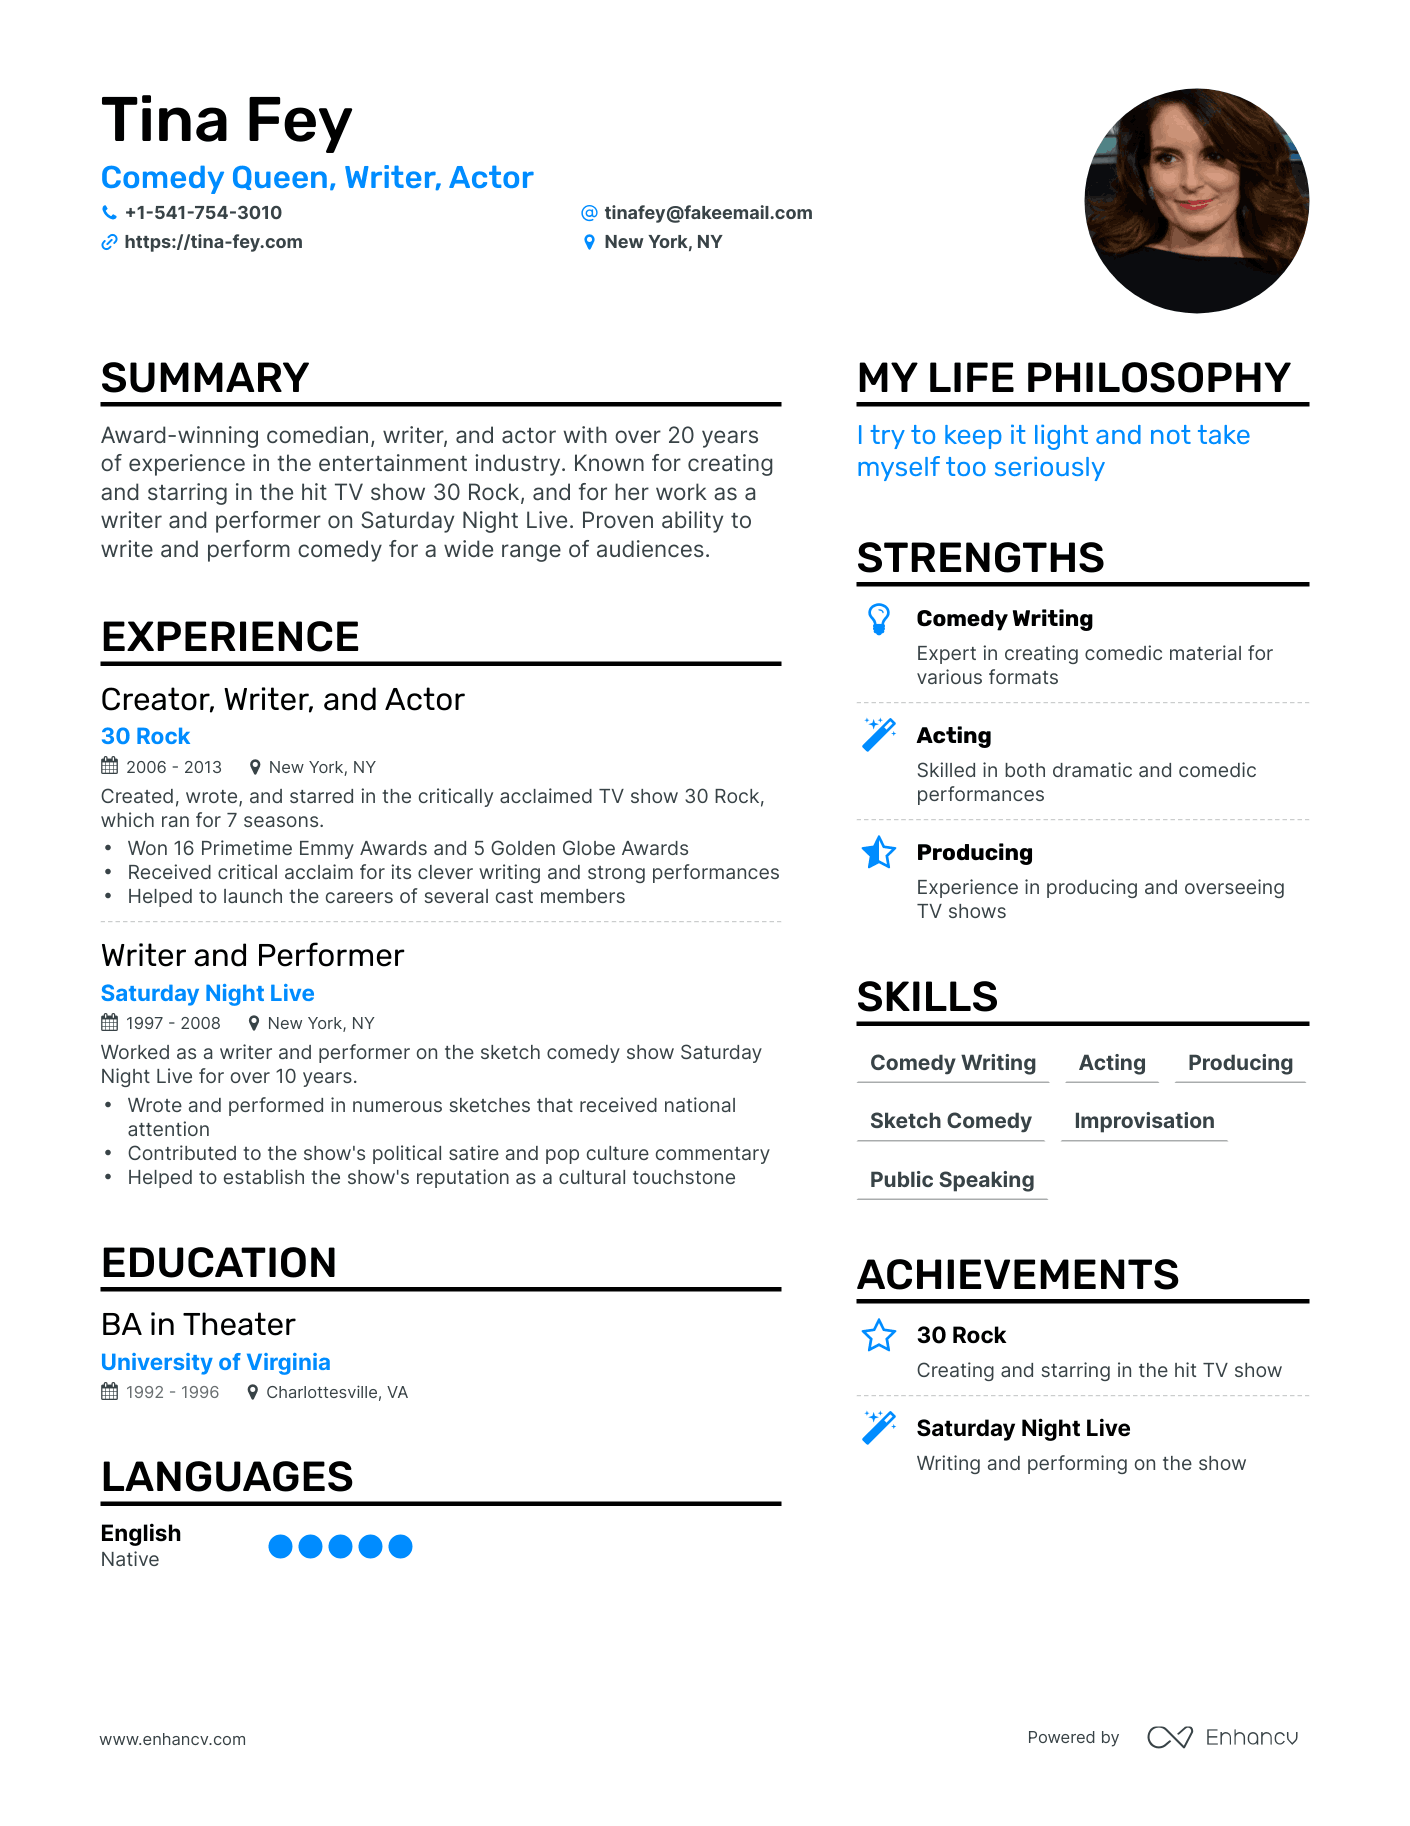 Tina Fey
Comedy Queen, Writer, Actor
+1-541-754-3010
tinafey@fakeemail.com
https://tina-fey.com
New York, NY
SUMMARY
Award-winning comedian, writer, and actor with over 20 years
of experience in the entertainment industry. Known for creating
and starring in the hit TV show 30 Rock, and for her work as a
writer and performer on Saturday Night Live. Proven ability to
write and perform comedy for a wide range of audiences.
EXPERIENCE
Creator, Writer, and Actor
30 Rock
2006 - 2013 New York, NY
Created, wrote, and starred in the critically acclaimed TV show 30 Rock,
which ran for 7 seasons.
• Won 16 Primetime Emmy Awards and 5 Golden Globe Awards
• Received critical acclaim for its clever writing and strong performances
• Helped to launch the careers of several cast members
Writer and Performer
Saturday Night Live
1997 - 2008 New York, NY
Worked as a writer and performer on the sketch comedy show Saturday
Night Live for over 10 years.
• Wrote and performed in numerous sketches that received national
attention
• Contributed to the show's political satire and pop culture commentary
• Helped to establish the show's reputation as a cultural touchstone
EDUCATION
BA in Theater
University of Virginia
1992 - 1996 Charlottesville, VA
LANGUAGES
English
Native
MY LIFE PHILOSOPHY
I try to keep it light and not take
myself too seriously
STRENGTHS
Comedy Writing
Expert in creating comedic material for
various formats
Acting
Skilled in both dramatic and comedic
performances
Producing
Experience in producing and overseeing
TV shows
SKILLS
Comedy Writing Acting Producing
Sketch Comedy Improvisation
Public Speaking
ACHIEVEMENTS
30 Rock
Creating and starring in the hit TV show
Saturday Night Live
Writing and performing on the show
www.enhancv.com
Powered by Enhancv